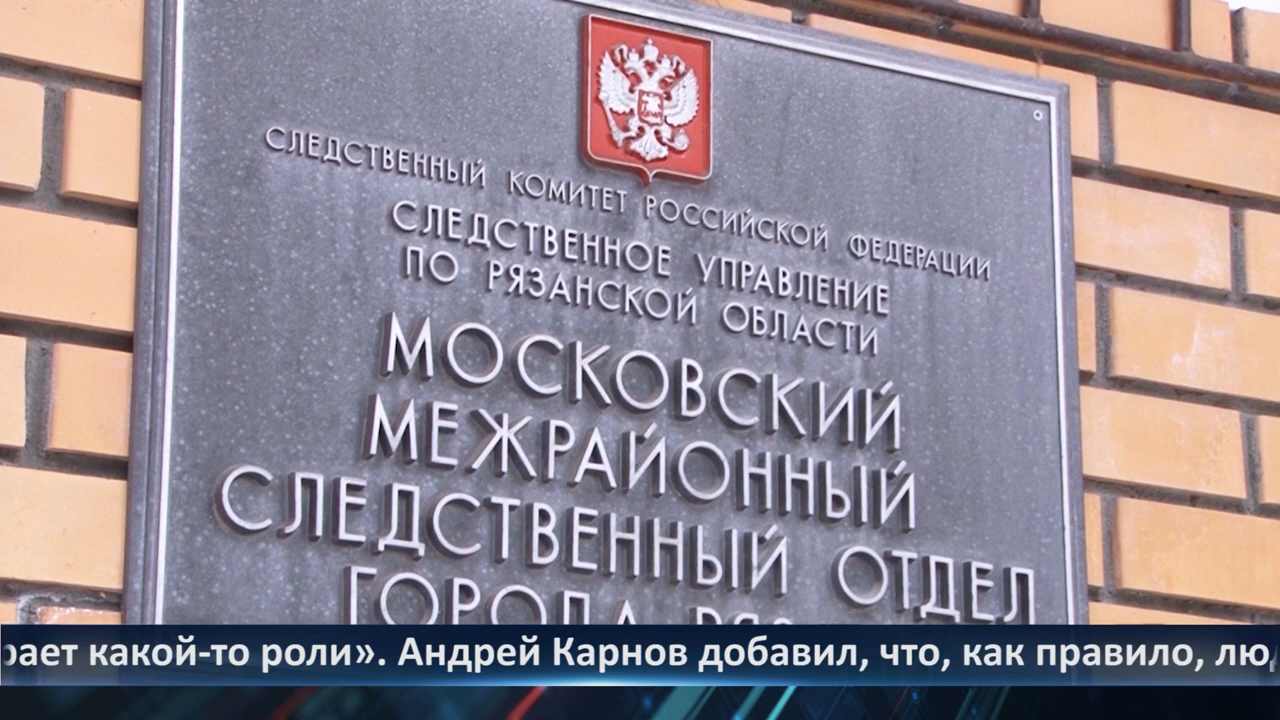 СЛЕДСТВЕННЫЙ КОМИТЕТ РОССИЙСКОЙ ФЕДЕРАЦИИ
СЛЕДСТВЕННОЕ УПРАВЛЕНИЕ
ПО РЯЗАНСКОЙ ОБЛАСТИ
МОСКОВСКИЙ
МЕЖРАЙОННЫЙ
СЛЕДСТВЕННЫЙ ОТДЕЛ
ГОРОДА
какой-то роли». Андрей Карнов добавил, что, как правило,